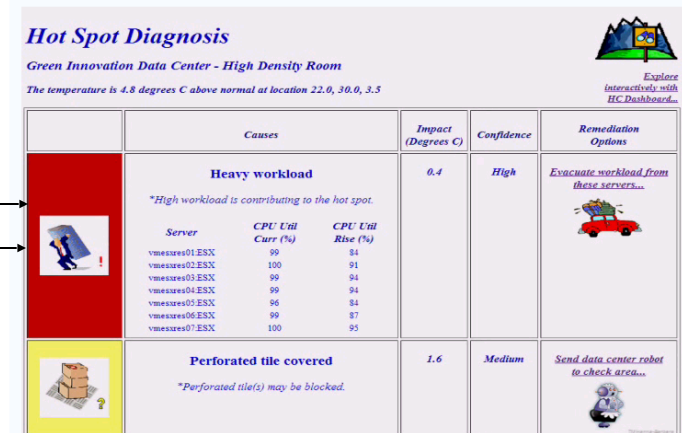 Hot Spot Diagnosis
Green Innovation Data Center - High Density Room
The temperature is 4.8 degrees C above normal at location 22.0, 30.0, 3.5
Explore
interactively with
HC Dashboard...
Causes
Impact
(Degrees C)
Confidence
Remediation
Options
Heavy workload
*High workload is contributing to the hot spot.
Server
CPU Util
Curr (%)
CPU Util
Rise (%)
vmesxres01:ESX 99 84
vmesxres02:ESX 100 91
vmesxres03:ESX 99 94
vmesxres04:ESX 99 94
vmesxres05:ESX 96 84
vmesxres06:ESX 99 87
vmesxres07:ESX 100 95
0.4
High
Evacuate workload from
these servers...
!
Perforated tile covered
*Perforated tile(s) may be blocked.
1.6
Medium
Send data center robot
to check area...
?